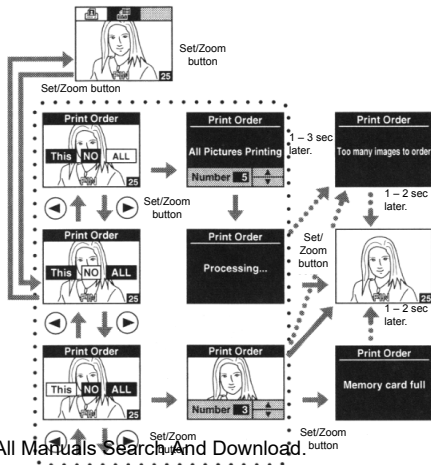 25
Set/Zoom
button
Set/Zoom button
Print Order
This NO ALL
25
Print Order
All Pictures Printing
Number 5
1 – 3 sec
later.
Print Order
Too many images to order
Set/Zoom
button
1 – 2 sec
later.
Print Order
This NO ALL
25
Print Order
Processing...
Set/
Zoom
button
25
1 – 2 sec
later.
Print Order
This NO ALL
25
Print Order
Number 3
Print Order
Memory card full
Set/Zoom
button
Set/Zoom
button
All Manuals Search And Download.